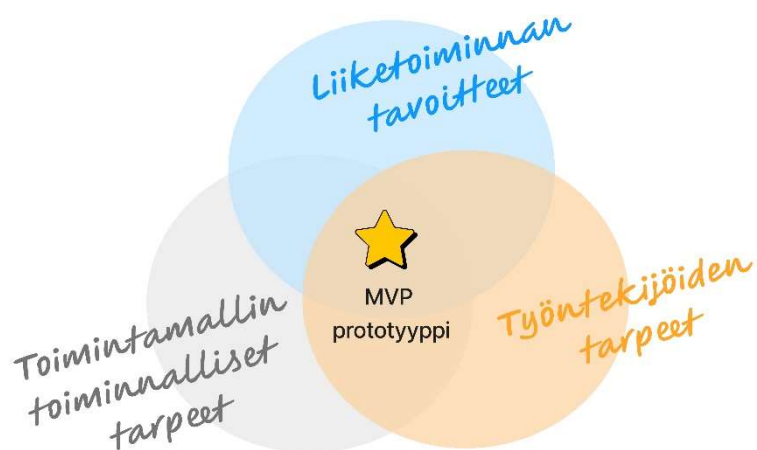 Liiketoiminnan
tavoitteet
MVP
prototyyppi
Työntekijöiden
tarpeet
Toimintamallin
toiminnalliset
tarpeet